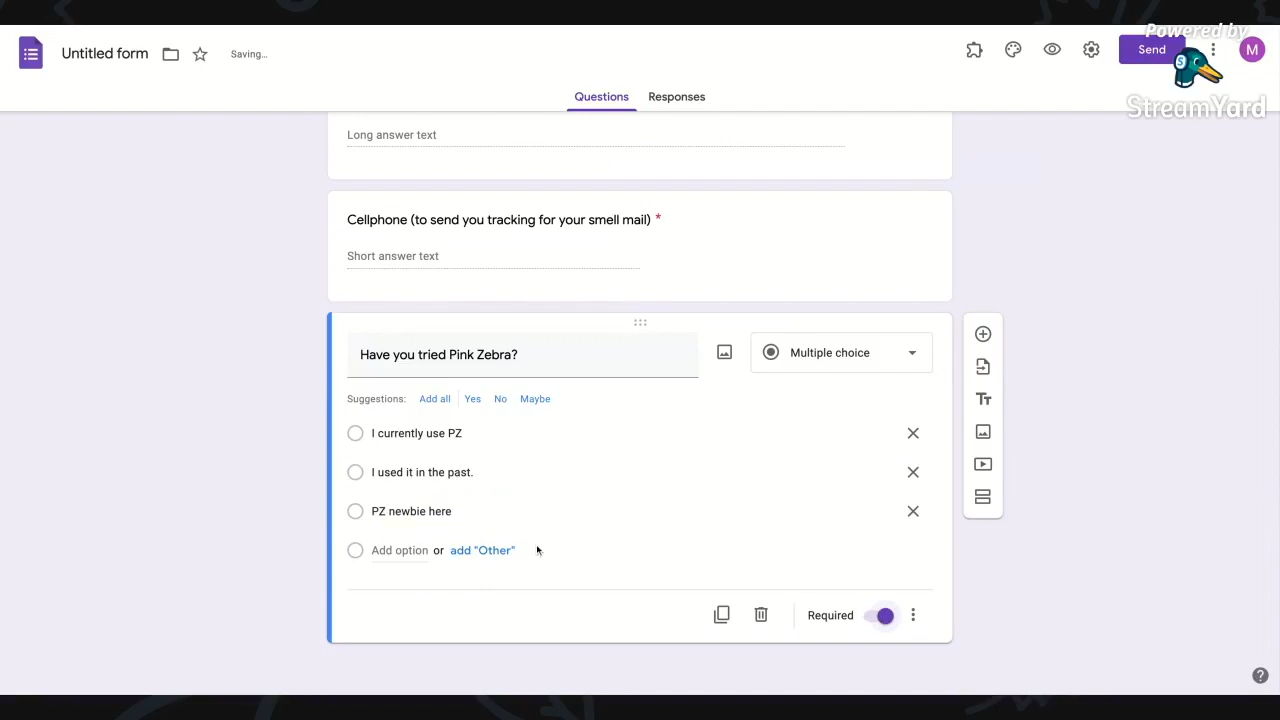 Powered by
Untitled form
Saving...
Send
M
S
StreamYard
Questions
Responses
Long answer text
Cellphone (to send you tracking for your smell mail) *
Short answer text
Have you tried Pink Zebra?
Multiple choice
Suggestions: Add all Yes No Maybe
I currently use PZ
I used it in the past.
PZ newbie here
Add option or add "Other"
Required